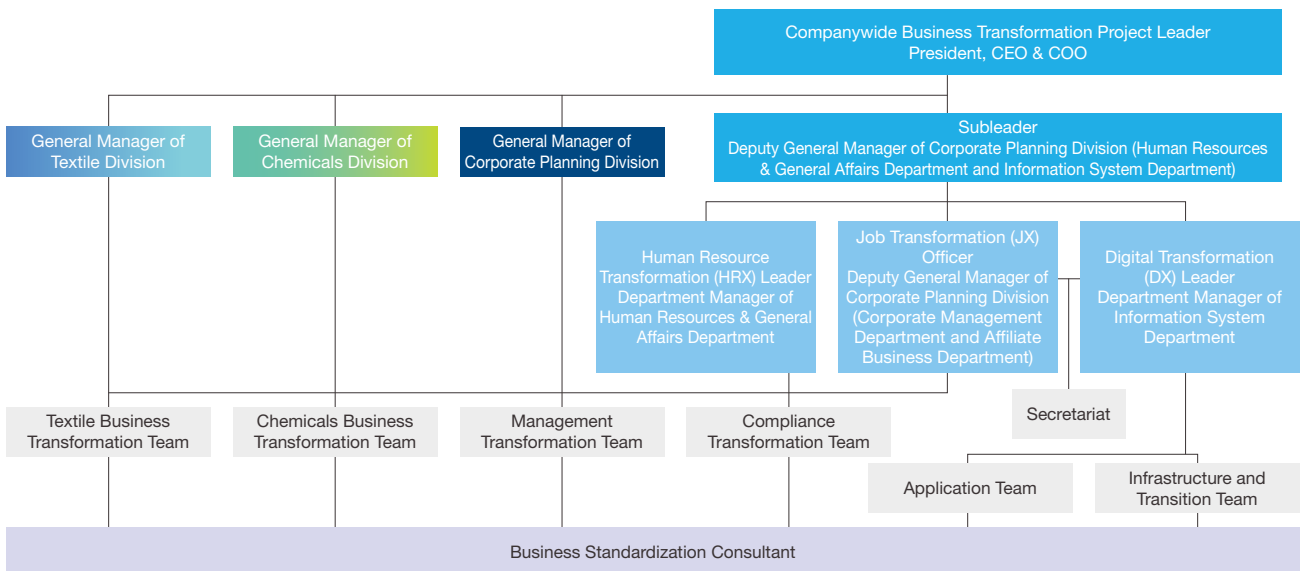 Companywide Business Transformation Project Leader
President, CEO & COO
General Manager of
Textile Division
General Manager of
Chemicals Division
General Manager of
Corporate Planning Division
Subleader
Deputy General Manager of Corporate Planning Division (Human Resources
& General Affairs Department and Information System Department)
Human Resource
Transformation (HRX) Leader
Department Manager of
Human Resources & General
Affairs Department
Job Transformation (JX)
Officer
Deputy General Manager of
Corporate Planning Division
(Corporate Management
Department and Affiliate
Business Department)
Digital Transformation
(DX) Leader
Department Manager of
Information System
Department
Secretariat
Textile Business
Transformation Team
Chemicals Business
Transformation Team
Management
Transformation Team
Compliance
Transformation Team
Application Team
Infrastructure and
Transition Team
Business Standardization Consultant